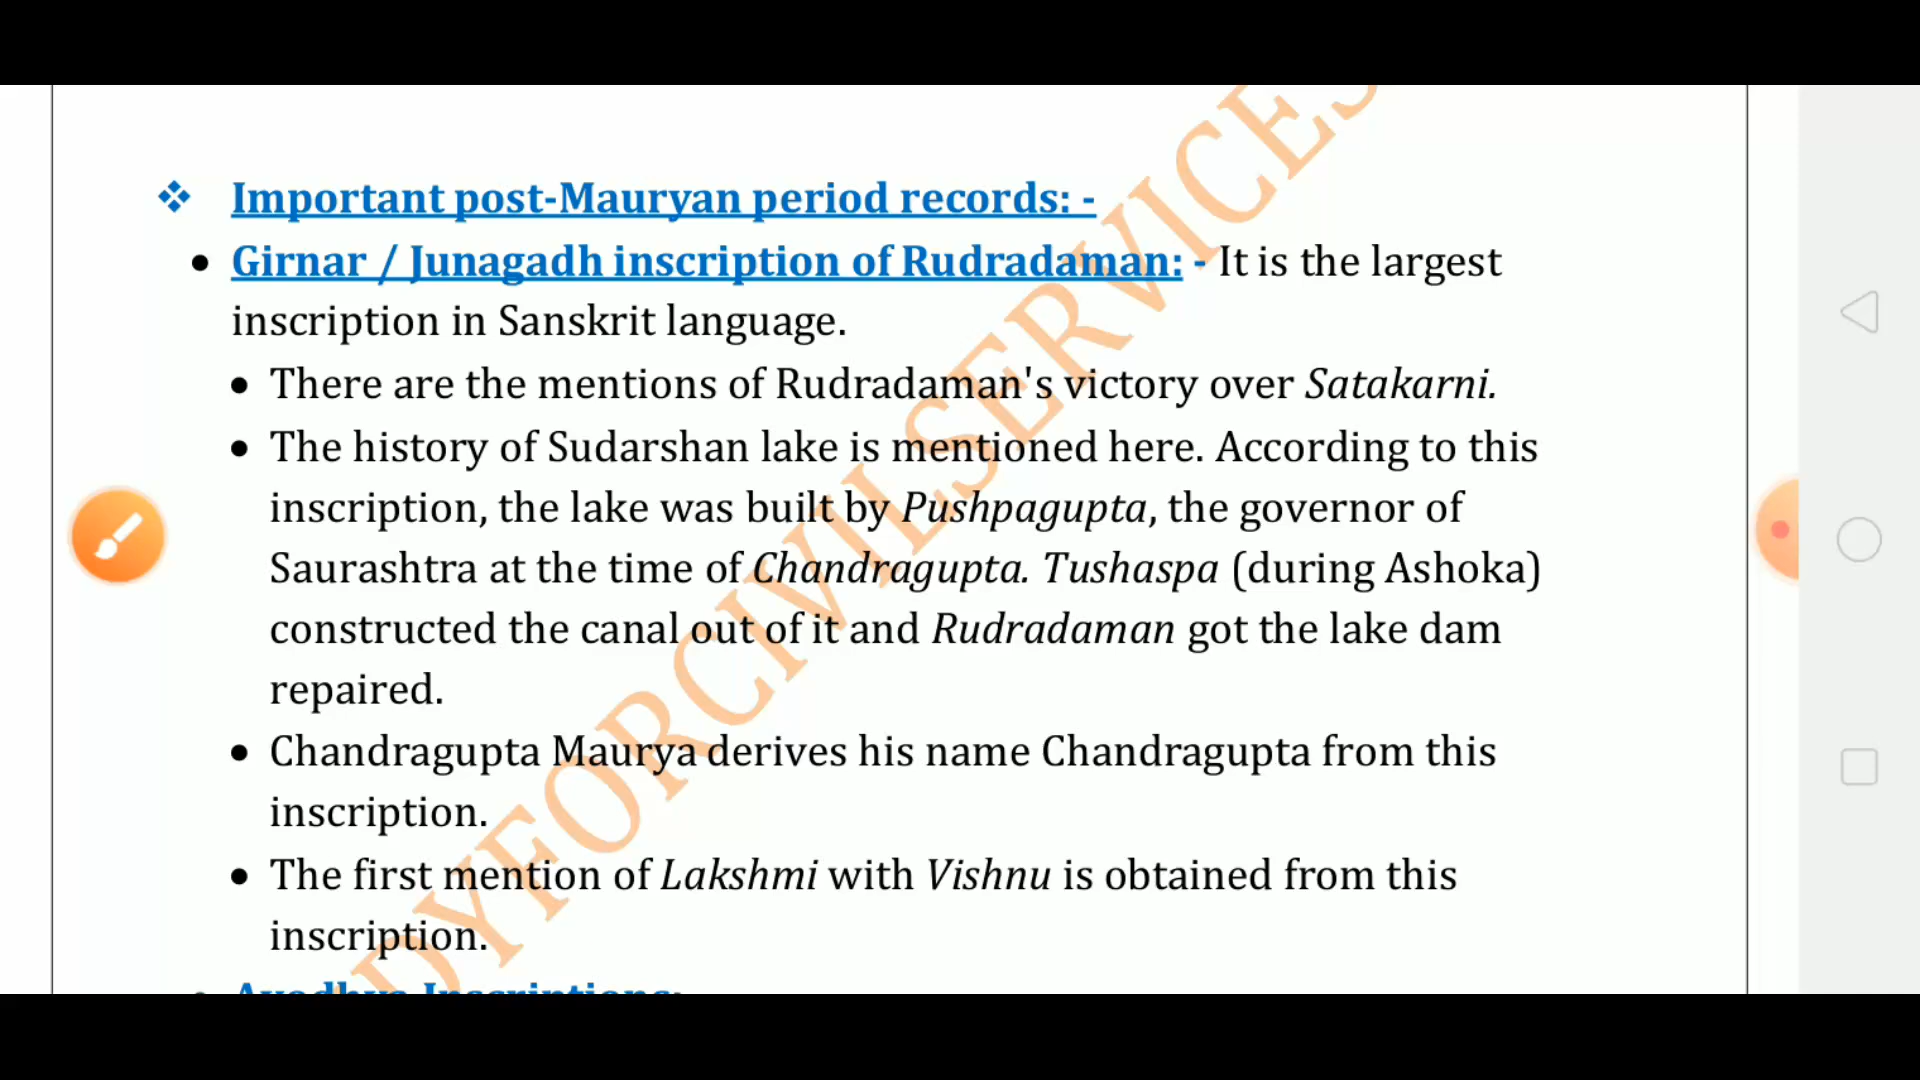 ❖ Important post-Mauryan period records: -
• Girnar / Junagadh inscription of Rudradaman: - It is the largest
inscription in Sanskrit language.
• There are the mentions of Rudradaman's victory over Satakarni.
• The history of Sudarshan lake is mentioned here. According to this
inscription, the lake was built by Pushpagupta, the governor of
Saurashtra at the time of Chandragupta. Tushaspa (during Ashoka)
constructed the canal out of it and Rudradaman got the lake dam
repaired.
• Chandragupta Maurya derives his name Chandragupta from this
inscription.
• The first mention of Lakshmi with Vishnu is obtained from this
inscription.
• Ayodhya Inscriptions:
DYFORCIVILSERVICES